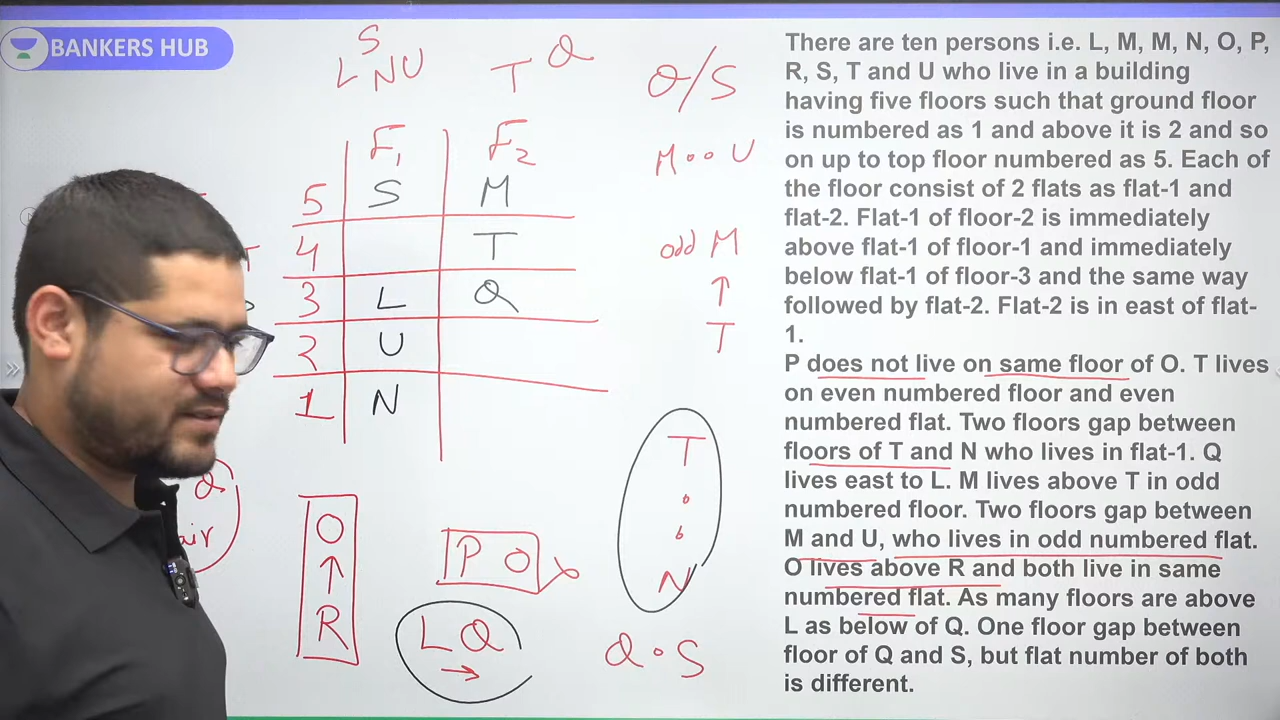 BANKERS HUB
S
L N N U
T Q
Q/S
F1 F2
M o o U
5 S M
4 T
3 L Q
2 U
1 N
odd M
↑
T
Q
air
O
↑
R
P O x
L Q
→
T
o
o
N
Q o S
There are ten persons i.e. L, M, M, N, O, P,
R, S, T and U who live in a building
having five floors such that ground floor
is numbered as 1 and above it is 2 and so
on up to top floor numbered as 5. Each of
the floor consist of 2 flats as flat-1 and
flat-2. Flat-1 of floor-2 is immediately
above flat-1 of floor-1 and immediately
below flat-1 of floor-3 and the same way
followed by flat-2. Flat-2 is in east of flat-
1.
P does not live on same floor of O. T lives
on even numbered floor and even
numbered flat. Two floors gap between
floors of T and N who lives in flat-1. Q
lives east to L. M lives above T in odd
numbered floor. Two floors gap between
M and U, who lives in odd numbered flat.
O lives above R and both live in same
numbered flat. As many floors are above
L as below of Q. One floor gap between
floor of Q and S, but flat number of both
is different.